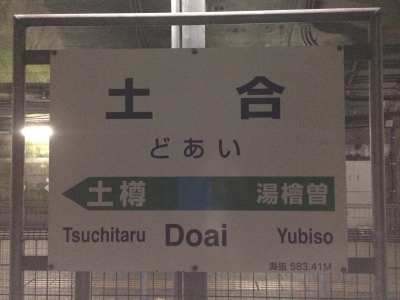 土合
どあい
土樽 湯檜曽
Tsuchitaru Doai Yubiso
海抜 583.41M